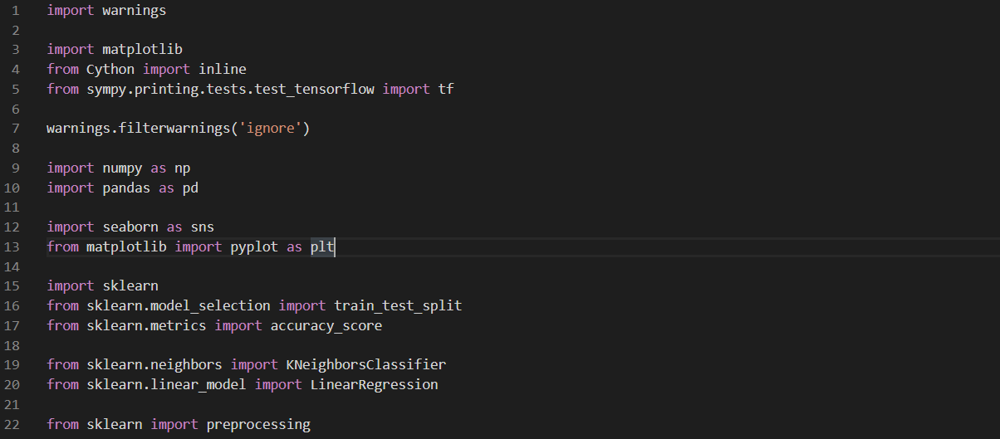 1 import warnings
2
3 import matplotlib
4 from Cython import inline
5 from sympy.printing.tests.test_tensorflow import tf
6
7 warnings.filterwarnings('ignore')
8
9 import numpy as np
10 import pandas as pd
11
12 import seaborn as sns
13 from matplotlib import pyplot as plt
14
15 import sklearn
16 from sklearn.model_selection import train_test_split
17 from sklearn.metrics import accuracy_score
18
19 from sklearn.neighbors import KNeighborsClassifier
20 from sklearn.linear_model import LinearRegression
21
22 from sklearn import preprocessing